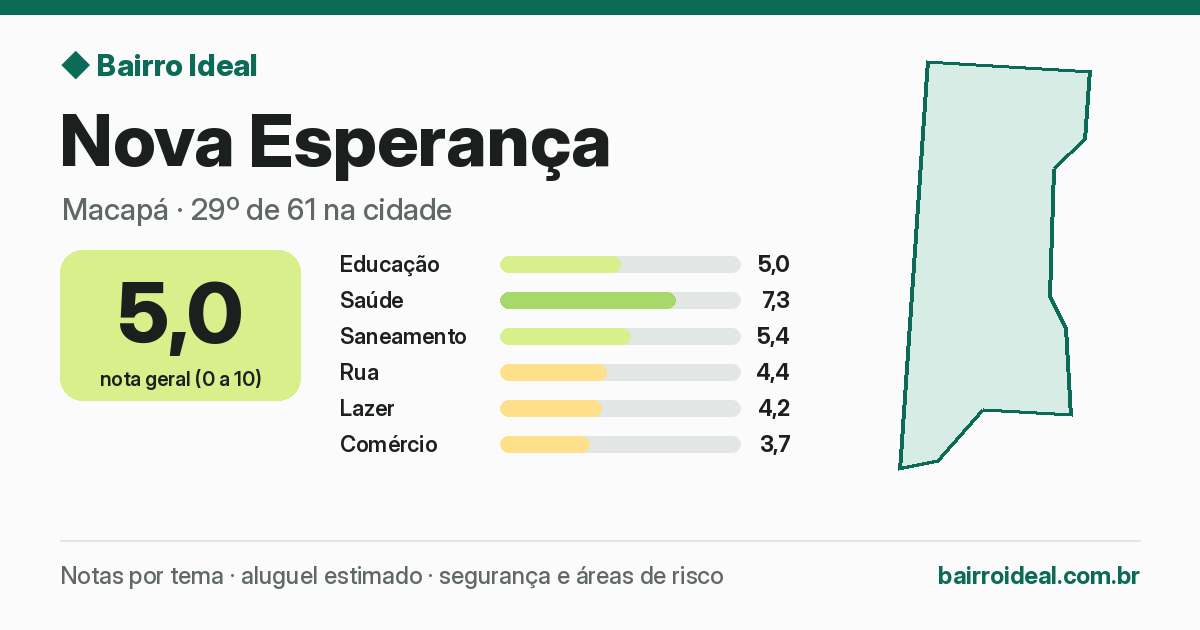 Bairro Ideal
Nova Esperança
Macapá · 29º de 61 na cidade
5,0
nota geral (0 a 10)
Educação 5,0
Saúde 7,3
Saneamento 5,4
Rua 4,4
Lazer 4,2
Comércio 3,7
Notas por tema · aluguel estimado · segurança e áreas de risco
bairroideal.com.br